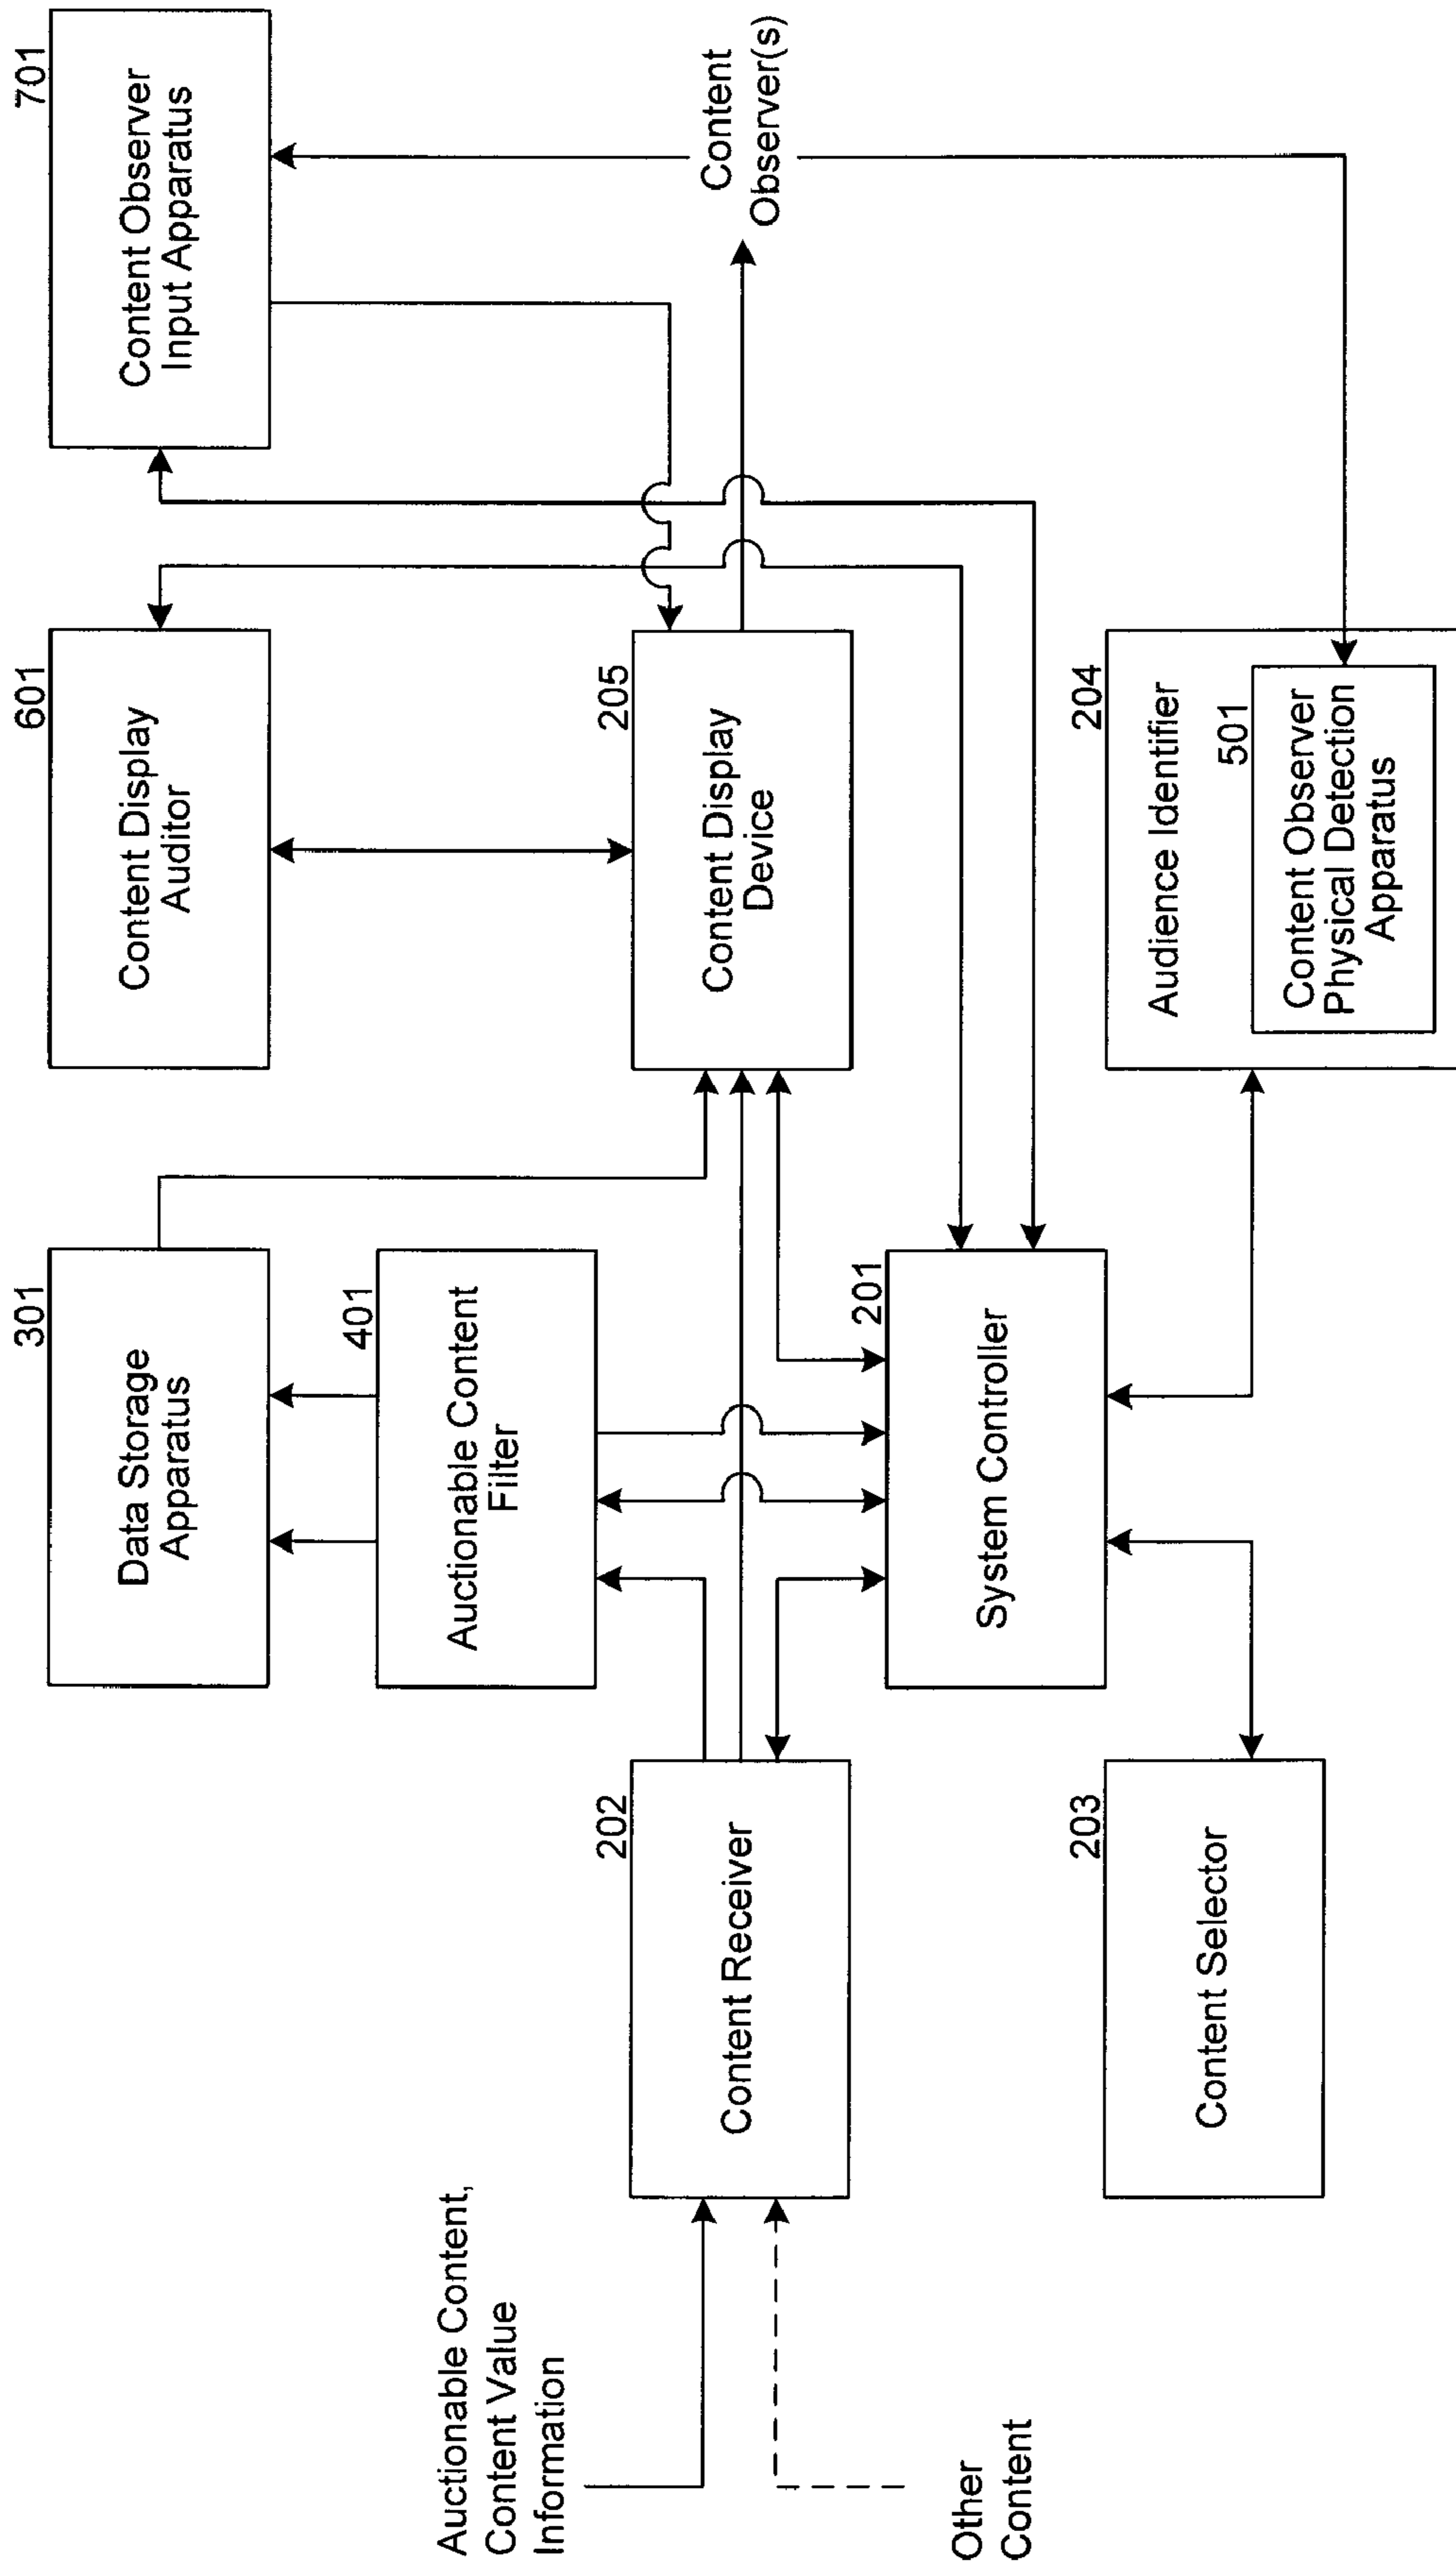 301
Data Storage
Apparatus
601
Content Display
Auditor
701
Content Observer
Input Apparatus
401
Auctionable Content
Filter
Auctionable Content,
Content Value
Information
202
Content Receiver
205
Content Display
Device
Content
Observer(s)
201
System Controller
Other
Content
203
Content Selector
204
Audience Identifier
501
Content Observer
Physical Detection
Apparatus